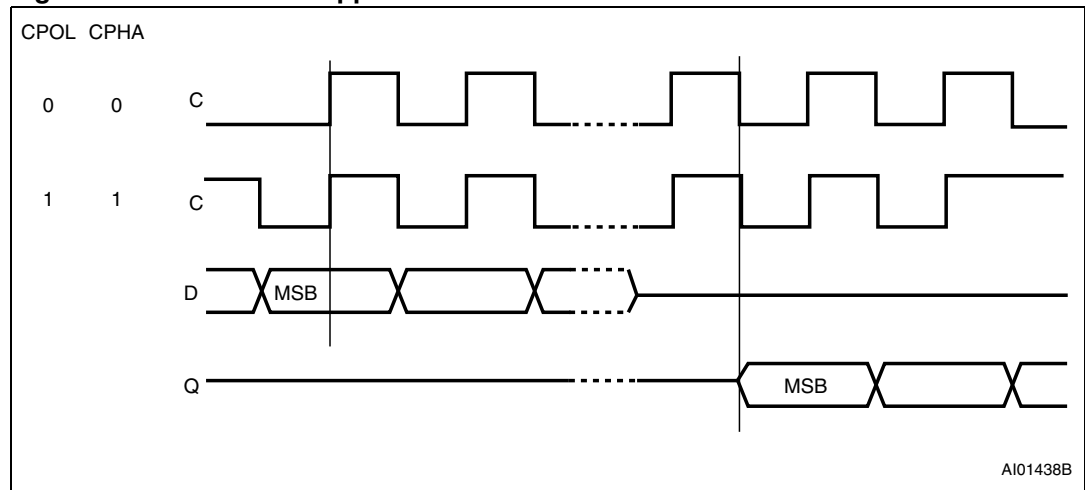 CPOL CPHA
0 0 C
1 1 C
D MSB
Q MSB
AI01438B